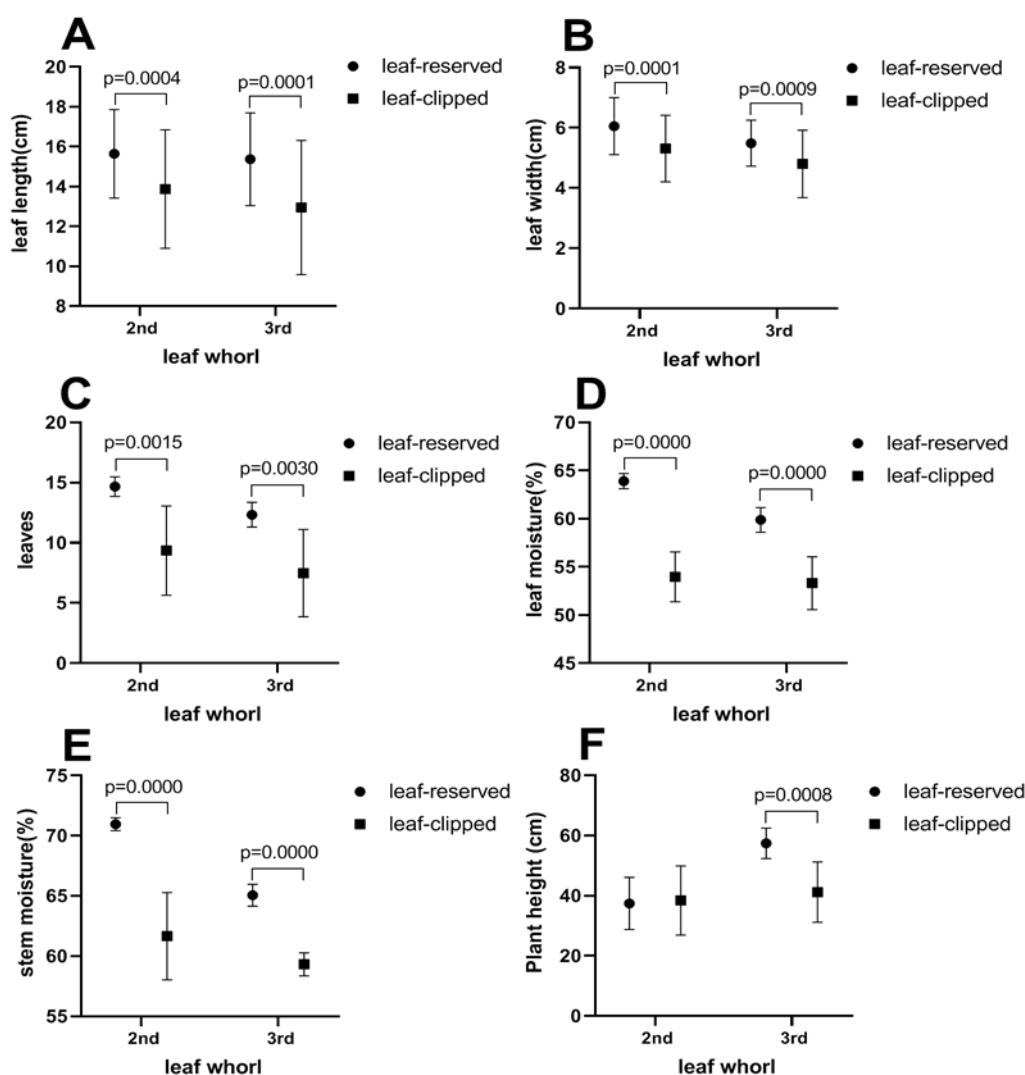 A
leaf-reserved
leaf-clipped
p=0.0004
p=0.0001
20
18
16
14
12
10
8
leaf length(cm)
2nd
3rd
leaf whorl
B
leaf-reserved
leaf-clipped
p=0.0001
p=0.0009
8
6
4
2
0
leaf width(cm)
2nd
3rd
leaf whorl
C
leaf-reserved
leaf-clipped
p=0.0015
p=0.0030
20
15
10
5
0
leaves
2nd
3rd
leaf whorl
D
leaf-reserved
leaf-clipped
p=0.0000
p=0.0000
70
65
60
55
50
45
leaf moisture(%)
2nd
3rd
leaf whorl
E
leaf-reserved
leaf-clipped
p=0.0000
p=0.0000
75
70
65
60
55
stem moisture(%)
2nd
3rd
leaf whorl
F
leaf-reserved
leaf-clipped
p=0.0008
80
60
40
20
0
Plant height (cm)
2nd
3rd
leaf whorl